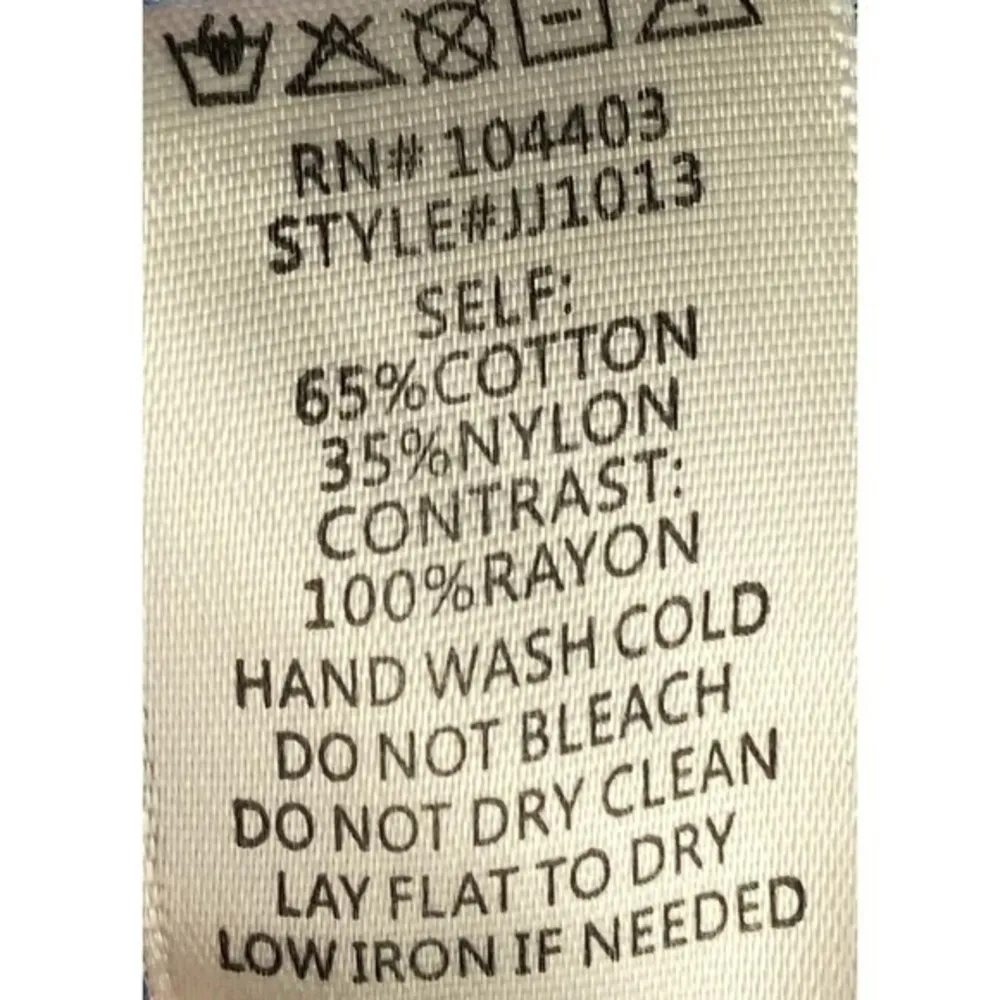 RN# 104403
STYLE#JJ1013
SELF:
65%COTTON
35%NYLON
CONTRAST:
100%RAYON
HAND WASH COLD
DO NOT BLEACH
DO NOT DRY CLEAN
LAY FLAT TO DRY
LOW IRON IF NEEDED